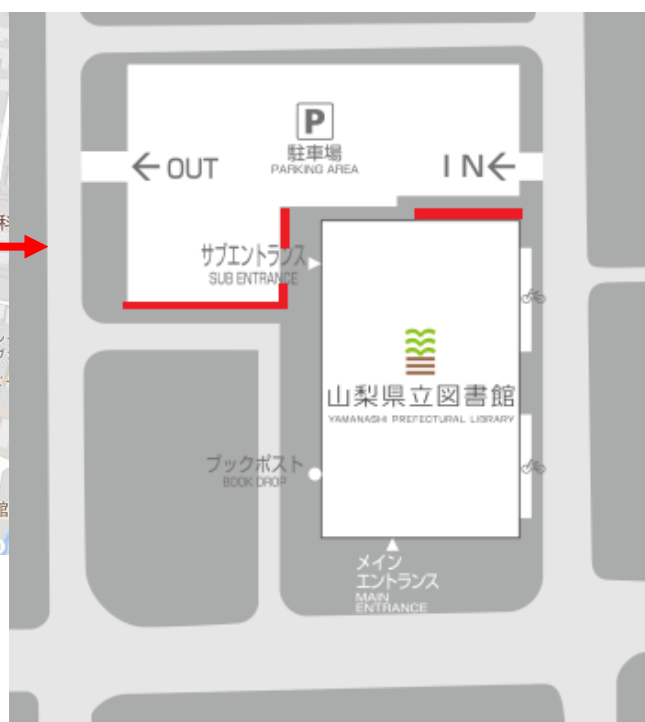 P
駐車場
PARKING AREA
←OUT
IN←
サブエントランス
SUB ENTRANCE
山梨県立図書館
YAMANASHI PREFECTURAL LIBRARY
ブックポスト
BOOK DROP
メイン
エントランス
MAIN
ENTRANCE
科
館